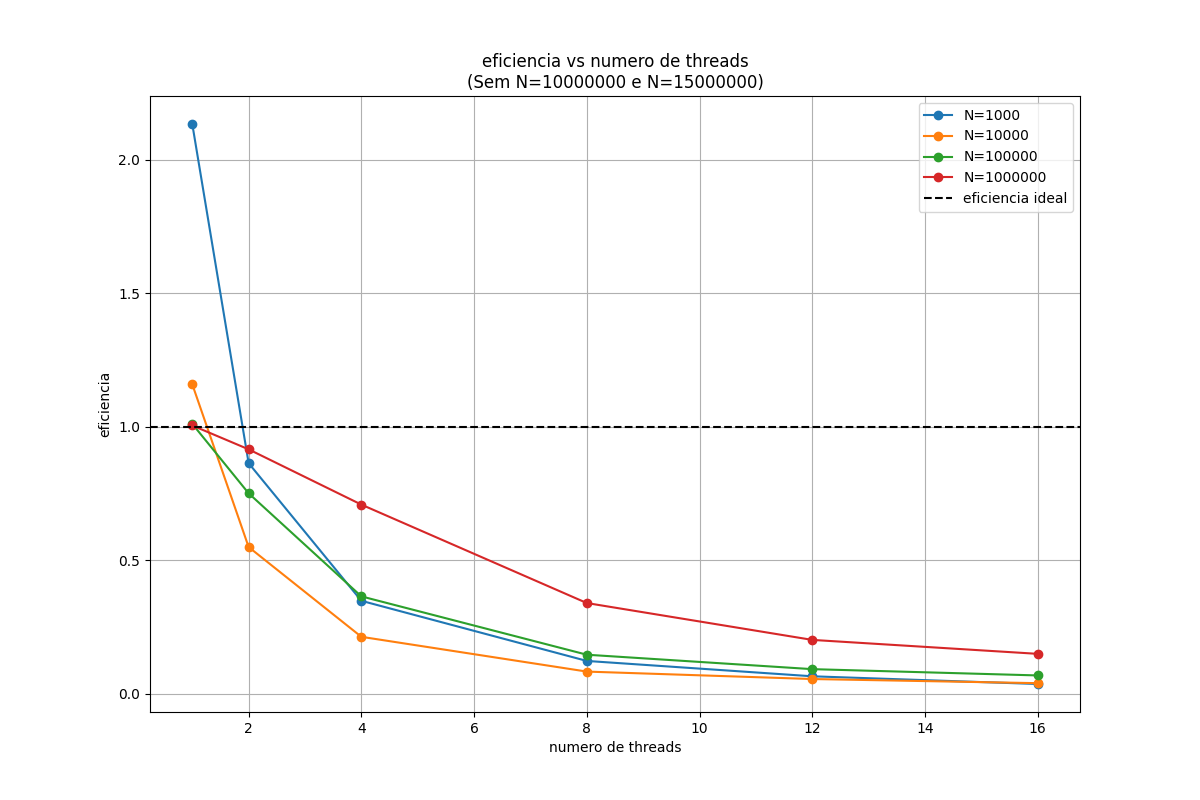 eficiencia vs numero de threads
(Sem N=10000000 e N=15000000)
N=1000
N=10000
N=100000
N=1000000
eficiencia ideal
eficiencia
2.0
1.5
1.0
0.5
0.0
2 4 6 8 10 12 14 16
numero de threads